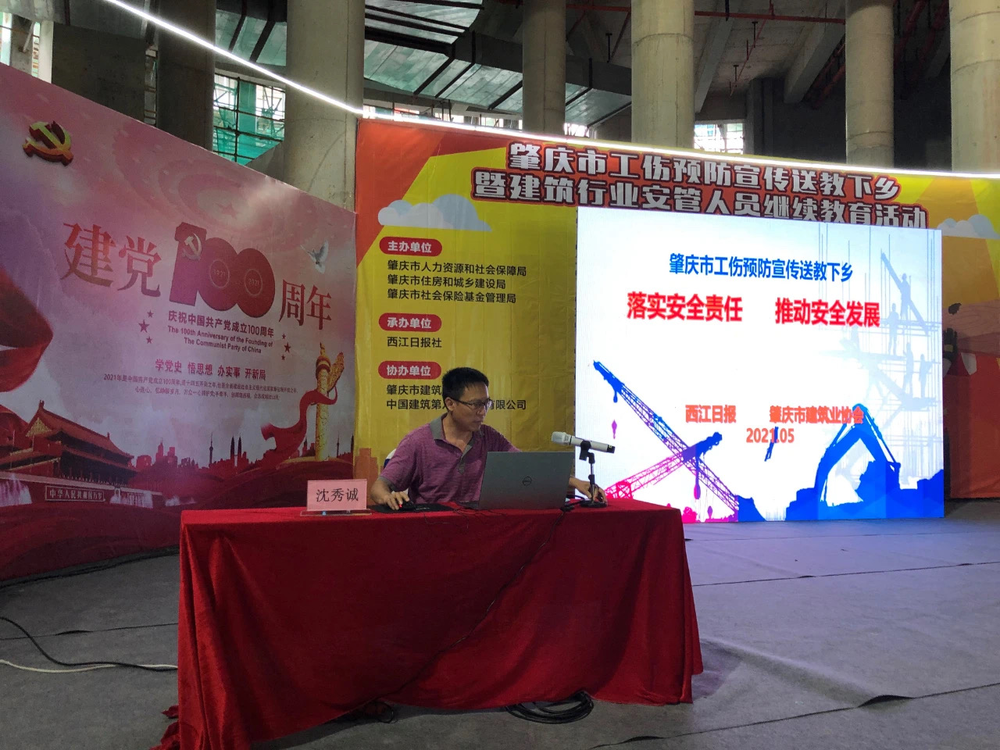 建党100周年
1921
2021
庆祝中国共产党成立100周年
The 100th Anniversary of the Founding of
The Communist Party of China
学党史 悟思想 办实事 开新局
中华人民共和国万岁
肇庆市工伤预防宣传送教下乡
暨建筑行业安管人员继续教育活动
主办单位
肇庆市人力资源和社会保障局
肇庆市住房和城乡建设局
肇庆市社会保险基金管理局
承办单位
西江日报社
协办单位
肇庆市建筑
中国建筑第
有限公司
肇庆市工伤预防宣传送教下乡
落实安全责任 推动安全发展
西江日报 肇庆市建筑业协会
2021.05
沈秀诚
DELL